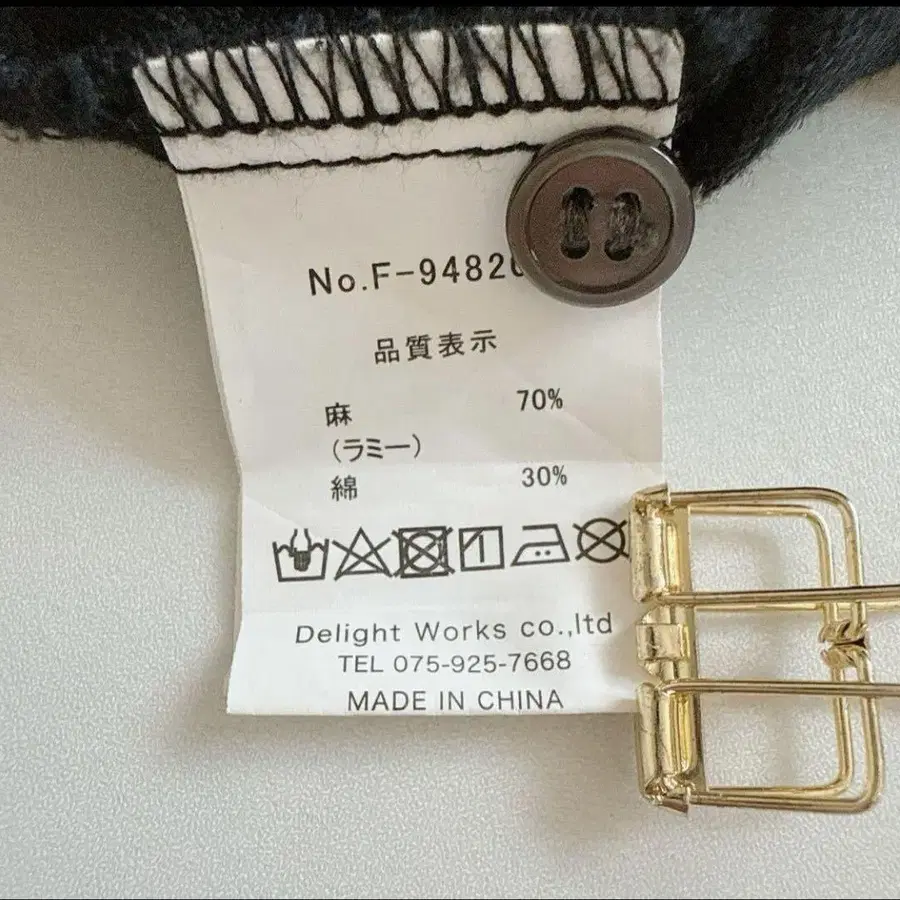 No.F-9482
品質表示
麻 70%
（ラミー）
綿 30%
Delight Works co.,ltd
TEL 075-925-7668
MADE IN CHINA